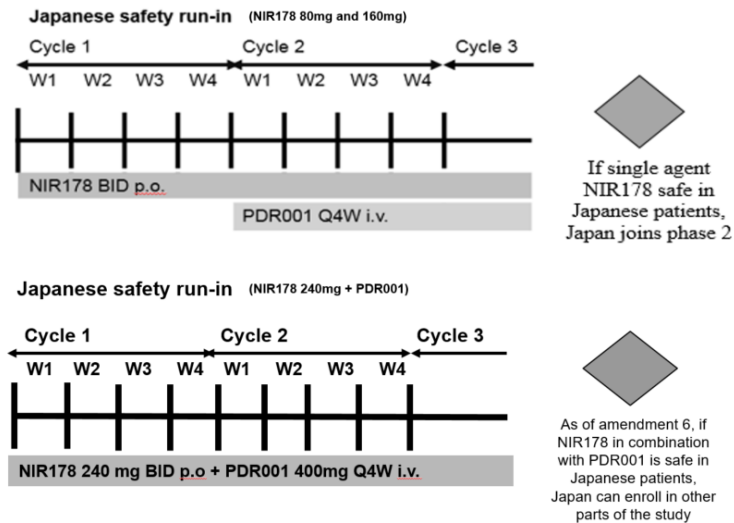 Japanese safety run-in (NIR178 80mg and 160mg)
Cycle 1 Cycle 2 Cycle 3
W1 W2 W3 W4 W1 W2 W3 W4
NIR178 BID p.o.
PDR001 Q4W i.v.
If single agent
NIR178 safe in
Japanese patients,
Japan joins phase 2
Japanese safety run-in (NIR178 240mg + PDR001)
Cycle 1 Cycle 2 Cycle 3
W1 W2 W3 W4 W1 W2 W3 W4
NIR178 240 mg BID p.o + PDR001 400mg Q4W i.v.
As of amendment 6, if
NIR178 in combination
with PDR001 is safe in
Japanese patients,
Japan can enroll in other
parts of the study